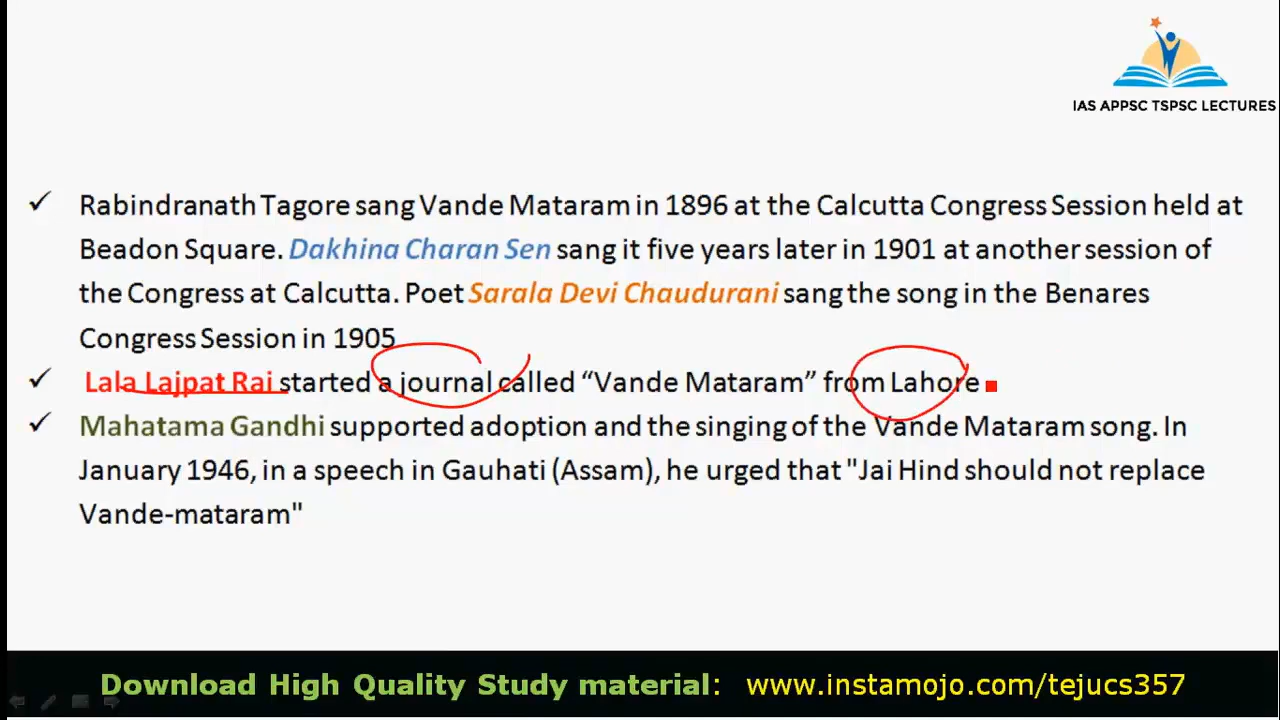 IAS APPSC TSPSC LECTURES
✓ Rabindranath Tagore sang Vande Mataram in 1896 at the Calcutta Congress Session held at
Beadon Square. Dakhina Charan Sen sang it five years later in 1901 at another session of
the Congress at Calcutta. Poet Sarala Devi Chaudurani sang the song in the Benares
Congress Session in 1905
✓ Lala Lajpat Rai started a journal called “Vande Mataram” from Lahore
✓ Mahatama Gandhi supported adoption and the singing of the Vande Mataram song. In
January 1946, in a speech in Gauhati (Assam), he urged that "Jai Hind should not replace
Vande-mataram"
Download High Quality Study material: www.instamojo.com/tejucs357